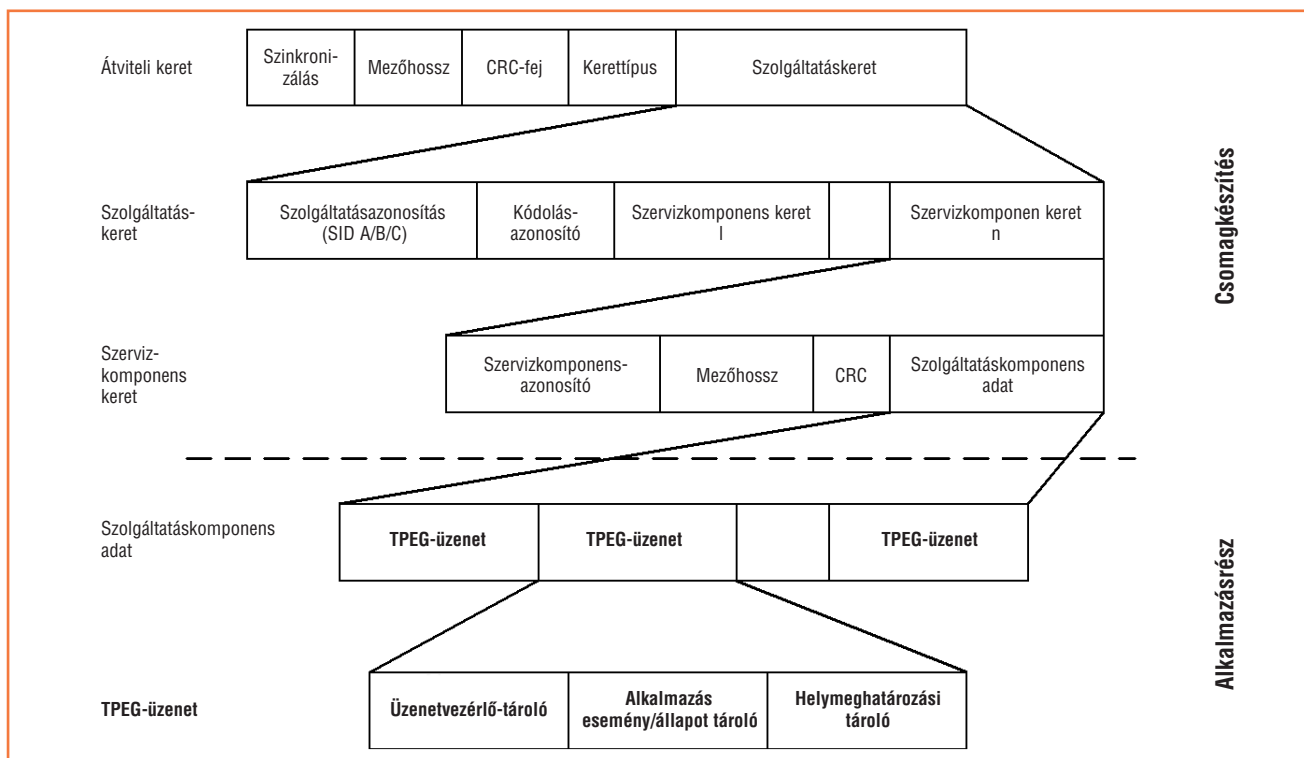 Átviteli keret
Szinkroni-
zálás
Mezőhossz
CRC-fej
Kerettípus
Szolgáltatáskeret
Szolgáltatás-
keret
Szolgáltatásazonosítás
(SID A/B/C)
Kódolás-
azonosító
Szervizkomponens keret
l
Szervizkomponen keret
n
Csomagkészítés
Szerviz-
komponens
keret
Szervizkomponens-
azonosító
Mezőhossz
CRC
Szolgáltatáskomponens
adat
Szolgáltatáskomponens
adat
TPEG-üzenet
TPEG-üzenet
TPEG-üzenet
Alkalmazásrész
TPEG-üzenet
Üzenetvezérlő-tároló
Alkalmazás
esemény/állapot tároló
Helymeghatározási
tároló